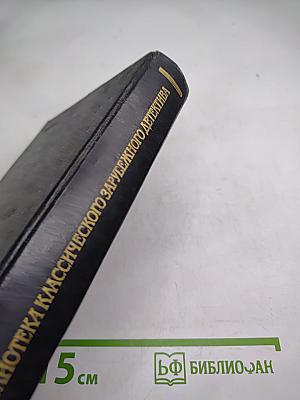 КЛАССИЧЕСКОГО ЗАРУБЕЖНОГО ДЕТЕКТИВА
15 см
БФ БИБЛИОФАН